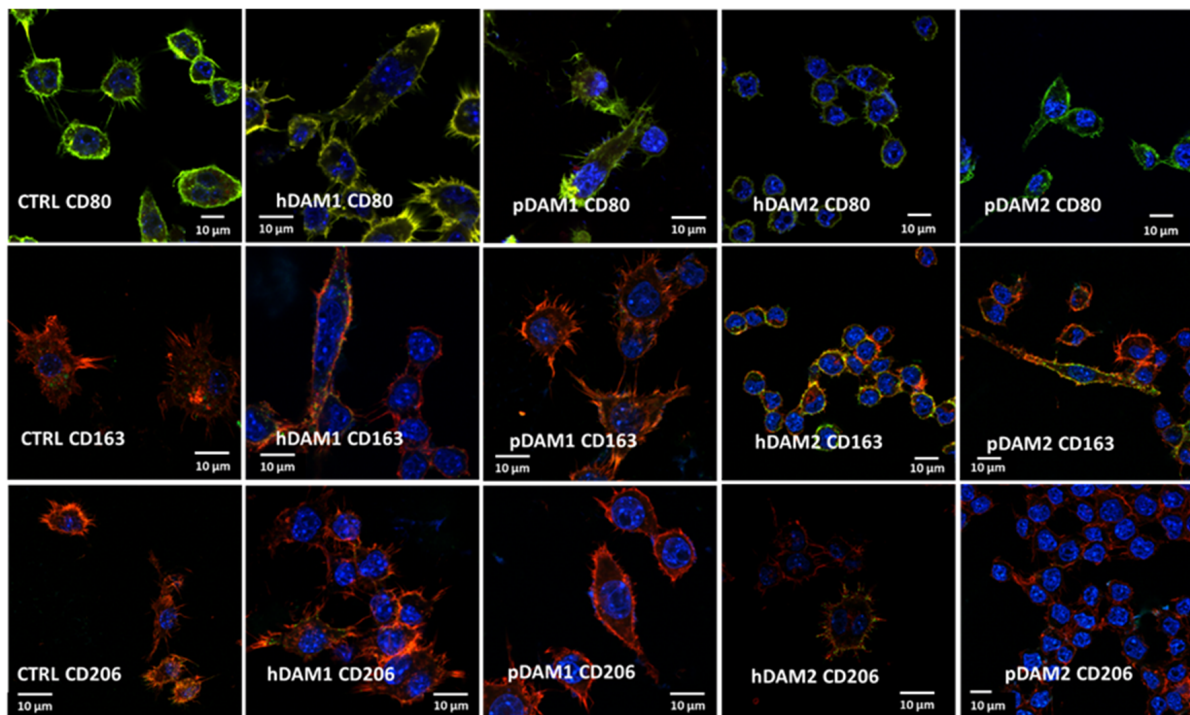 CTRL CD80
10 µm
hDAM1 CD80
10 µm
pDAM1 CD80
10 µm
hDAM2 CD80
10 µm
pDAM2 CD80
10 µm
CTRL CD163
10 µm
hDAM1 CD163
10 µm
pDAM1 CD163
10 µm
hDAM2 CD163
10 µm
pDAM2 CD163
10 µm
CTRL CD206
10 µm
hDAM1 CD206
10 µm
pDAM1 CD206
10 µm
hDAM2 CD206
10 µm
pDAM2 CD206
10 µm